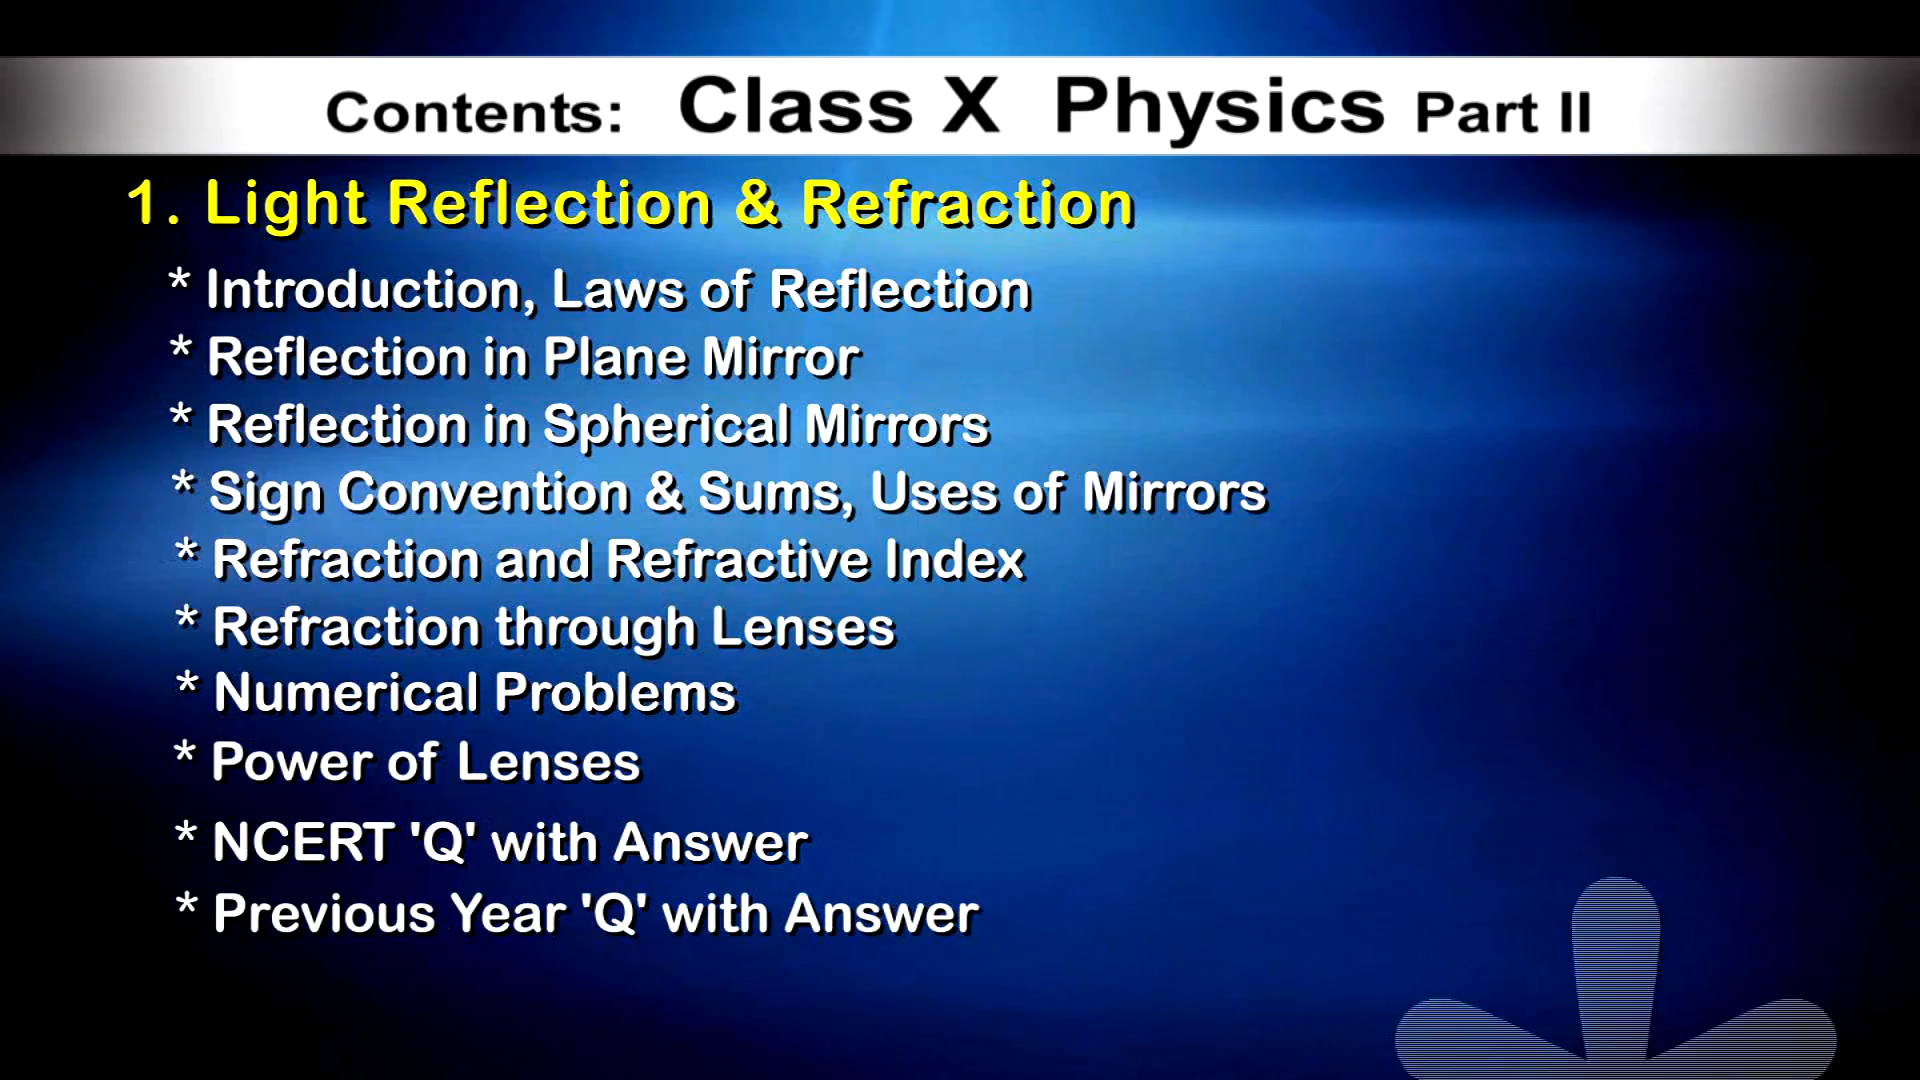 Contents: Class X Physics Part II
1. Light Reflection & Refraction
* Introduction, Laws of Reflection
* Reflection in Plane Mirror
* Reflection in Spherical Mirrors
* Sign Convention & Sums, Uses of Mirrors
* Refraction and Refractive Index
* Refraction through Lenses
* Numerical Problems
* Power of Lenses
* NCERT 'Q' with Answer
* Previous Year 'Q' with Answer